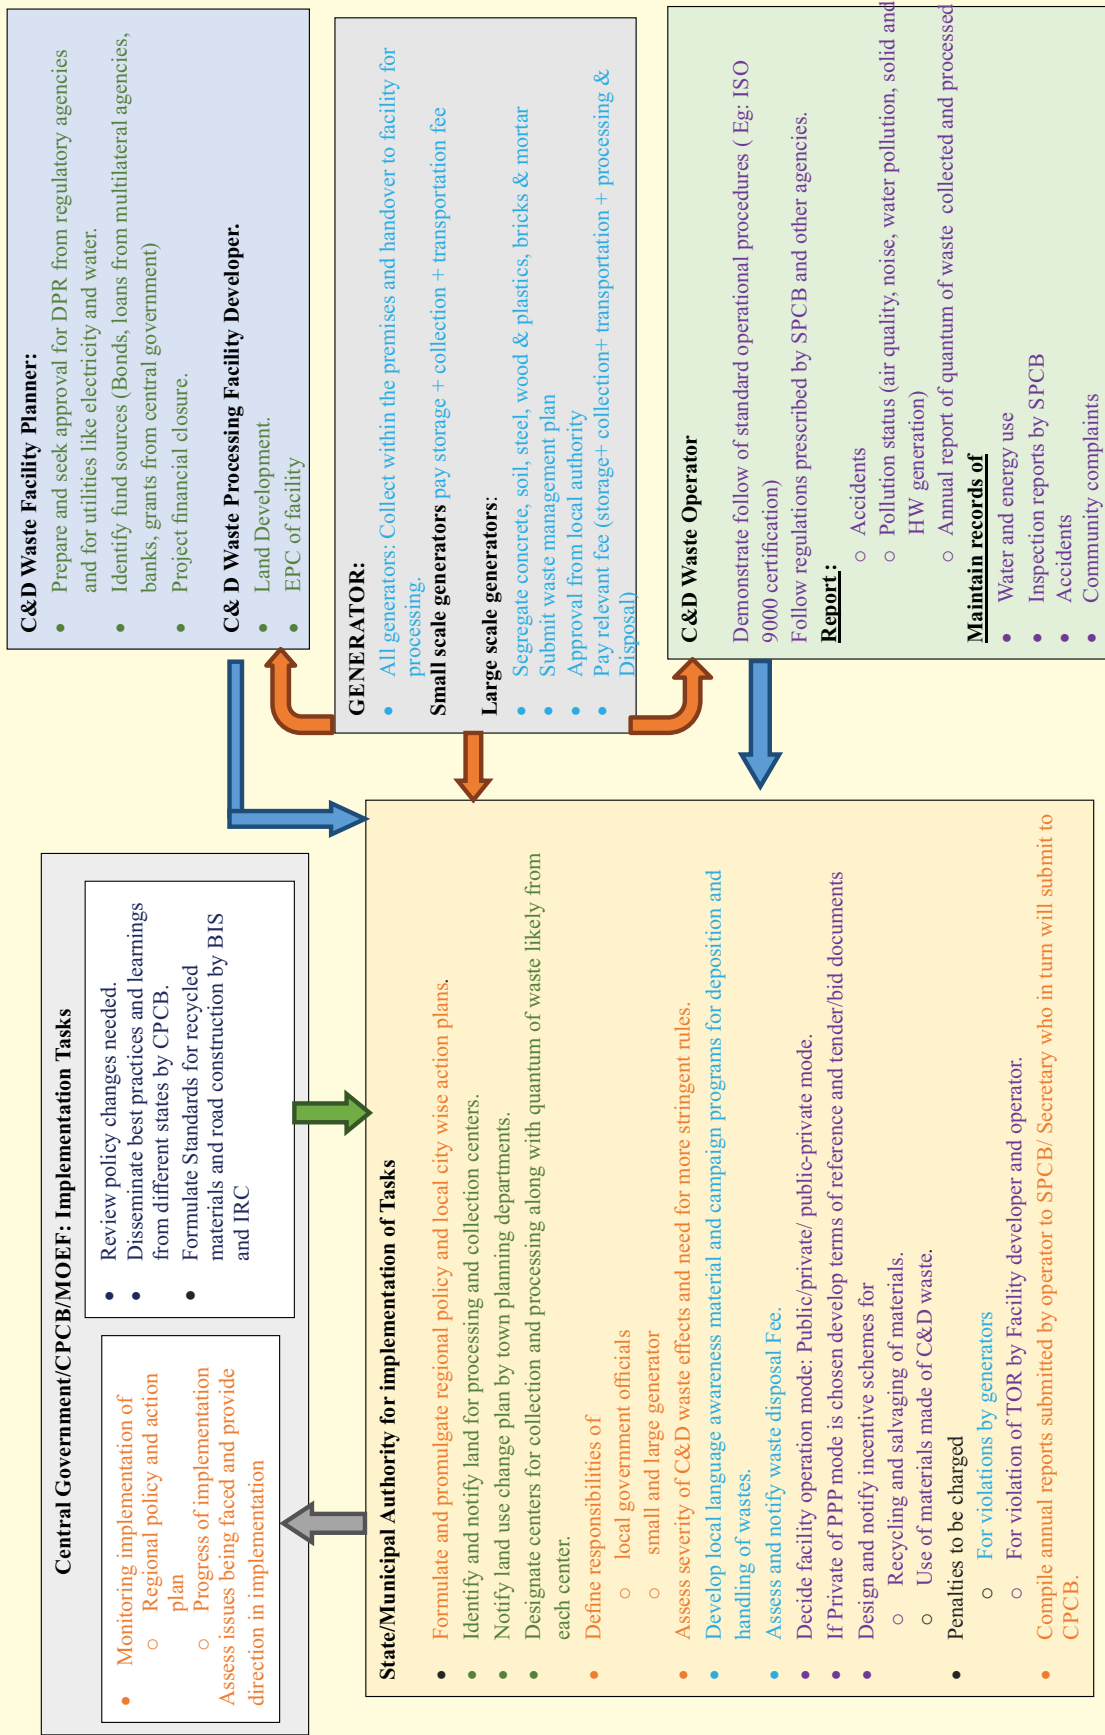 Central Government/CPCB/MOEF: Implementation Tasks
• Monitoring implementation of
○ Regional policy and action
plan
○ Progress of implementation
Assess issues being faced and provide
direction in implementation
• Review policy changes needed.
• Disseminate best practices and learnings
from different states by CPCB.
• Formulate Standards for recycled
materials and road construction by BIS
and IRC
State/Municipal Authority for implementation of Tasks
• Formulate and promulgate regional policy and local city wise action plans.
• Identify and notify land for processing and collection centers.
• Notify land use change plan by town planning departments.
• Designate centers for collection and processing along with quantum of waste likely from
each center.
• Define responsibilities of
○ local government officials
○ small and large generator
• Assess severity of C&D waste effects and need for more stringent rules.
• Develop local language awareness material and campaign programs for deposition and
handling of wastes.
• Assess and notify waste disposal Fee.
• Decide facility operation mode: Public/private/ public-private mode.
• If Private of PPP mode is chosen develop terms of reference and tender/bid documents
• Design and notify incentive schemes for
○ Recycling and salvaging of materials.
○ Use of materials made of C&D waste.
• Penalties to be charged
○ For violations by generators
○ For violation of TOR by Facility developer and operator.
• Compile annual reports submitted by operator to SPCB/ Secretary who in turn will submit to
CPCB.
C&D Waste Facility Planner:
• Prepare and seek approval for DPR from regulatory agencies
and for utilities like electricity and water.
• Identify fund sources (Bonds, loans from multilateral agencies,
banks, grants from central government)
• Project financial closure.
C& D Waste Processing Facility Developer.
• Land Development.
• EPC of facility
GENERATOR:
• All generators: Collect within the premises and handover to facility for
processing.
Small scale generators pay storage + collection + transportation fee
Large scale generators:
• Segregate concrete, soil, steel, wood & plastics, bricks & mortar
• Submit waste management plan
• Approval from local authority
• Pay relevant fee (storage+ collection+ transportation + processing &
Disposal)
C&D Waste Operator
Demonstrate follow of standard operational procedures ( Eg: ISO
9000 certification)
Follow regulations prescribed by SPCB and other agencies.
Report :
○ Accidents
○ Pollution status (air quality, noise, water pollution, solid and
HW generation)
○ Annual report of quantum of waste collected and processed
Maintain records of
• Water and energy use
• Inspection reports by SPCB
• Accidents
• Community complaints